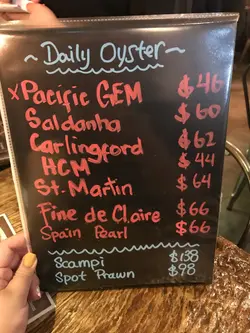 ~ Daily Oyster ~
x Pacific GEM $46
Saldanha $60
Carlingford $62
HCM $44
St. Martin $64
Fine de Claire $66
Spain Pearl $66
Scampi $138
Spot Prawn $98